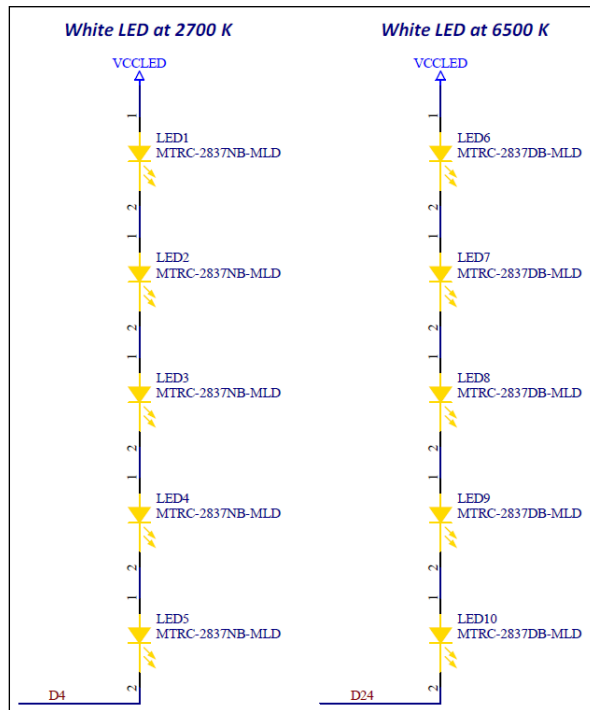 White LED at 2700 K
VCCLED
1
LED1
MTRC-2837NB-MLD
2
1
LED2
MTRC-2837NB-MLD
2
1
LED3
MTRC-2837NB-MLD
2
1
LED4
MTRC-2837NB-MLD
2
1
LED5
MTRC-2837NB-MLD
2
D4
White LED at 6500 K
VCCLED
1
LED6
MTRC-2837DB-MLD
2
1
LED7
MTRC-2837DB-MLD
2
1
LED8
MTRC-2837DB-MLD
2
1
LED9
MTRC-2837DB-MLD
2
1
LED10
MTRC-2837DB-MLD
2
D24